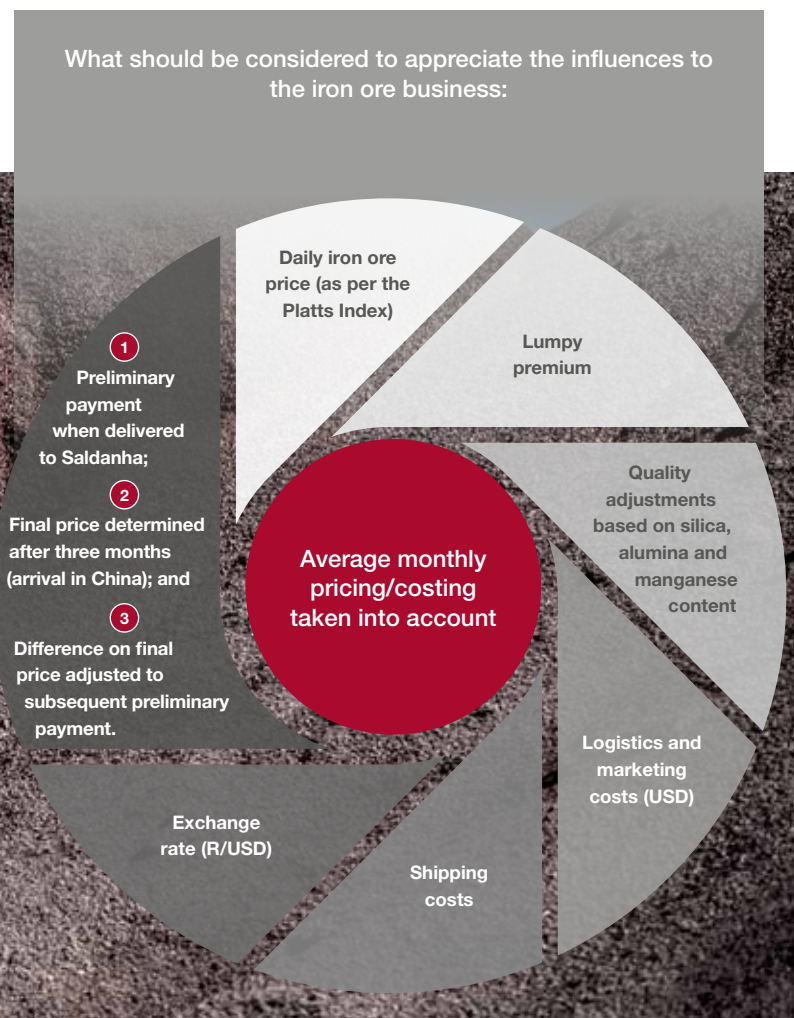 What should be considered to appreciate the influences to
the iron ore business:
Daily iron ore
price (as per the
Platts Index)
Lumpy
premium
Quality
adjustments
based on silica,
alumina and
manganese
content
Logistics and
marketing
costs (USD)
Shipping
costs
Exchange
rate (R/USD)
1
Preliminary
payment
when delivered
to Saldanha;
2
Final price determined
after three months
(arrival in China); and
3
Difference on final
price adjusted to
subsequent preliminary
payment.
Average monthly
pricing/costing
taken into account